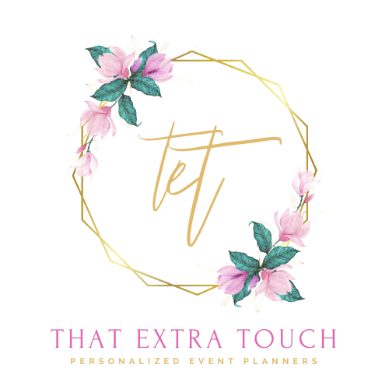 tet
THAT EXTRA TOUCH
PERSONALIZED EVENT PLANNERS